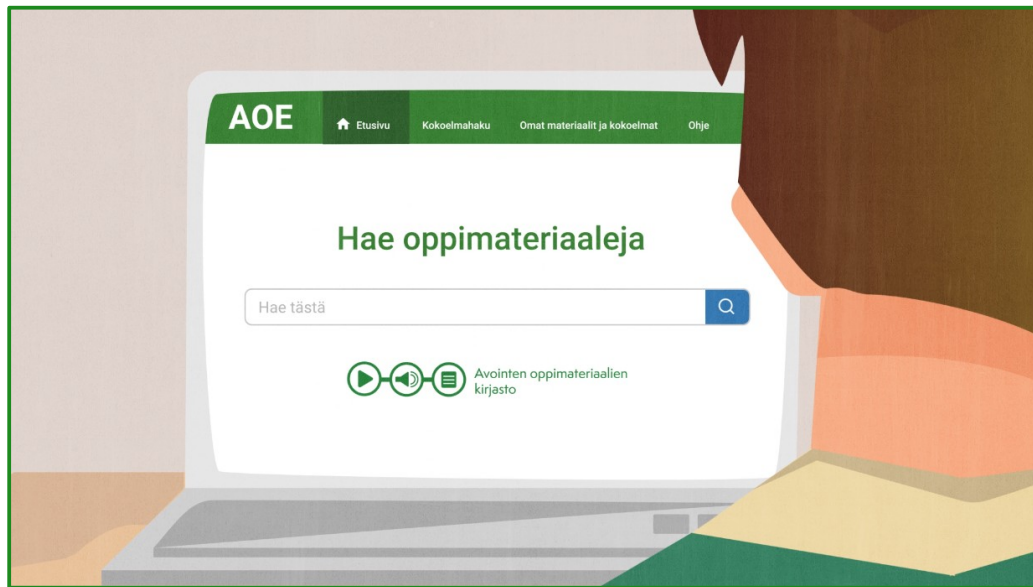 AOE
Etusivu Kokoelmahaku Omat materiaalit ja kokoelmat Ohje
Hae oppimateriaaleja
Hae tästä
Avointen oppimateriaalien
kirjasto